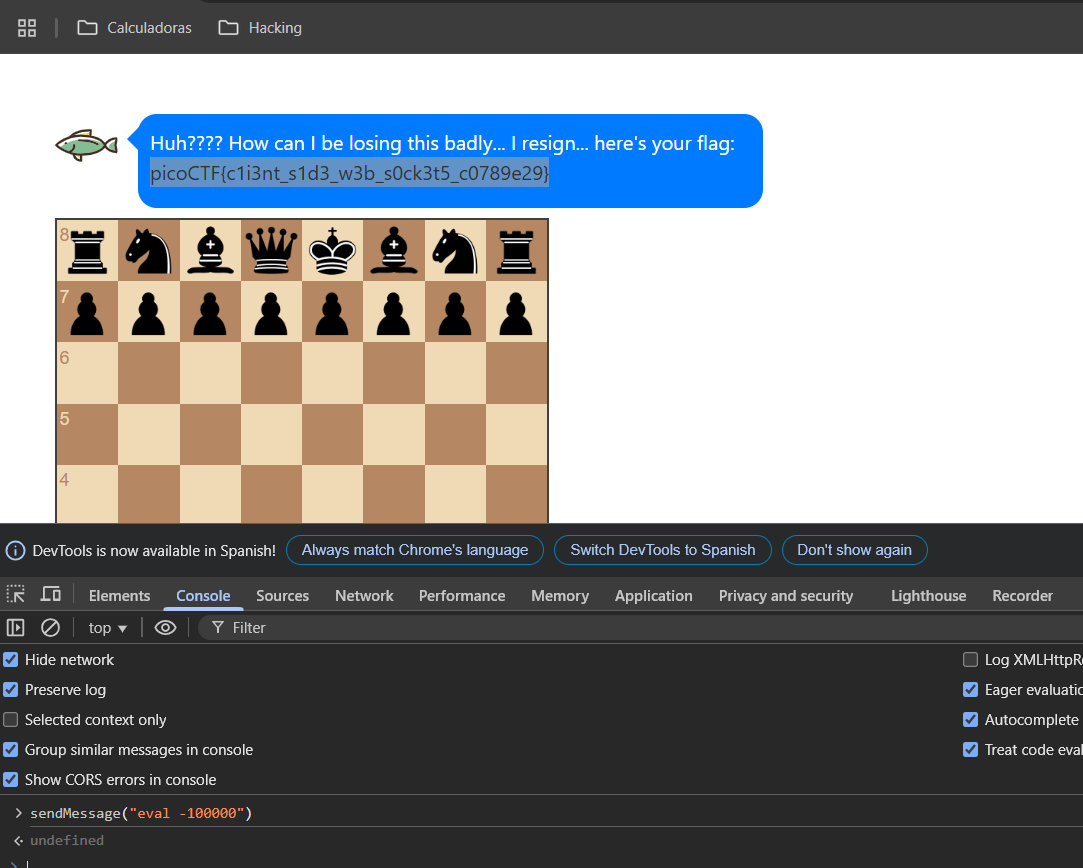 Calculadoras
Hacking
Huh???? How can I be losing this badly... I resign... here's your flag:
picoCTF{c1i3nt_s1d3_w3b_s0ck3t5_c0789e29}
8
7
6
5
4
DevTools is now available in Spanish! Always match Chrome's language Switch DevTools to Spanish Don't show again
Elements Console Sources Network Performance Memory Application Privacy and security Lighthouse Recorder
top Filter
Hide network Log XMLHttpRe
Preserve log Eager evaluatio
Selected context only Autocomplete
Group similar messages in console Treat code eval
Show CORS errors in console
> sendMessage("eval -100000")
undefined